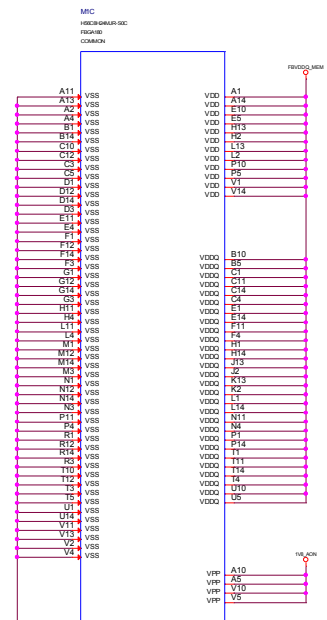 M1C
H56C8H24MJR-S0C
FBGA180
COMMON
FBVDDQ_MEM
A11 VSS VDD A1
A13 VSS VDD A14
A2 VSS VDD E10
A4 VSS VDD E5
B1 VSS VDD H13
B14 VSS VDD H2
C10 VSS VDD L13
C12 VSS VDD L2
C3 VSS VDD P10
C5 VSS VDD P5
D1 VSS VDD V1
D12 VSS VDD V14
D14 VSS
D3 VSS
E11 VSS
E4 VSS
F1 VSS
F12 VSS
F14 VSS VDDQ B10
F3 VSS VDDQ B5
G1 VSS VDDQ C1
G12 VSS VDDQ C11
G14 VSS VDDQ C14
G3 VSS VDDQ C4
H11 VSS VDDQ E1
H4 VSS VDDQ E14
L11 VSS VDDQ F11
L4 VSS VDDQ F4
M1 VSS VDDQ H1
M12 VSS VDDQ H14
M14 VSS VDDQ J13
M3 VSS VDDQ J2
N1 VSS VDDQ K13
N12 VSS VDDQ K2
N14 VSS VDDQ L1
N3 VSS VDDQ L14
P11 VSS VDDQ N11
P4 VSS VDDQ N4
R1 VSS VDDQ P1
R12 VSS VDDQ P14
R14 VSS VDDQ T1
R3 VSS VDDQ T11
T10 VSS VDDQ T14
T12 VSS VDDQ T4
T3 VSS VDDQ U10
T5 VSS VDDQ U5
U1 VSS
U14 VSS
V11 VSS
V13 VSS
V2 VSS
V4 VSS
1V8_AON
VPP A10
VPP A5
VPP V10
VPP V5